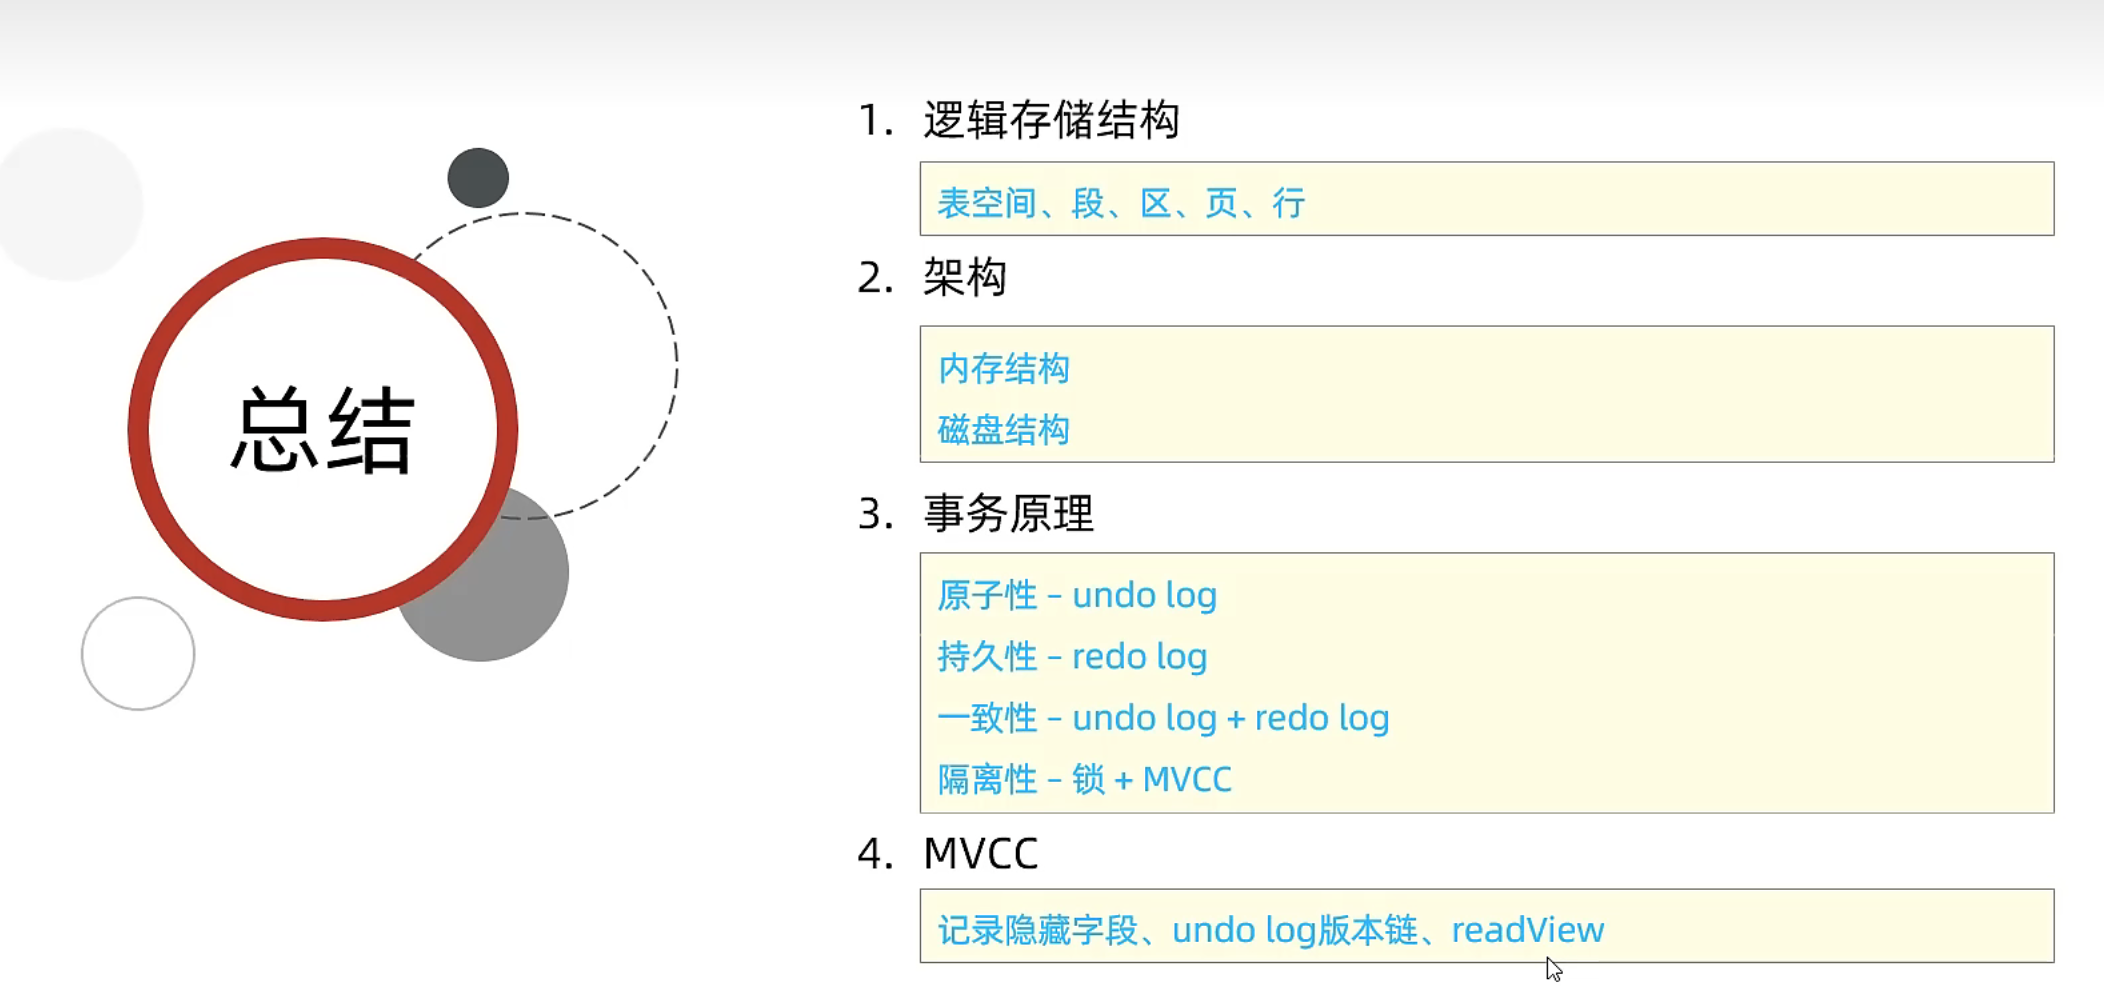 总结
1. 逻辑存储结构
表空间、段、区、页、行
2. 架构
内存结构
磁盘结构
3. 事务原理
原子性 – undo log
持久性 – redo log
一致性 – undo log + redo log
隔离性 – 锁 + MVCC
4. MVCC
记录隐藏字段、undo log版本链、readView